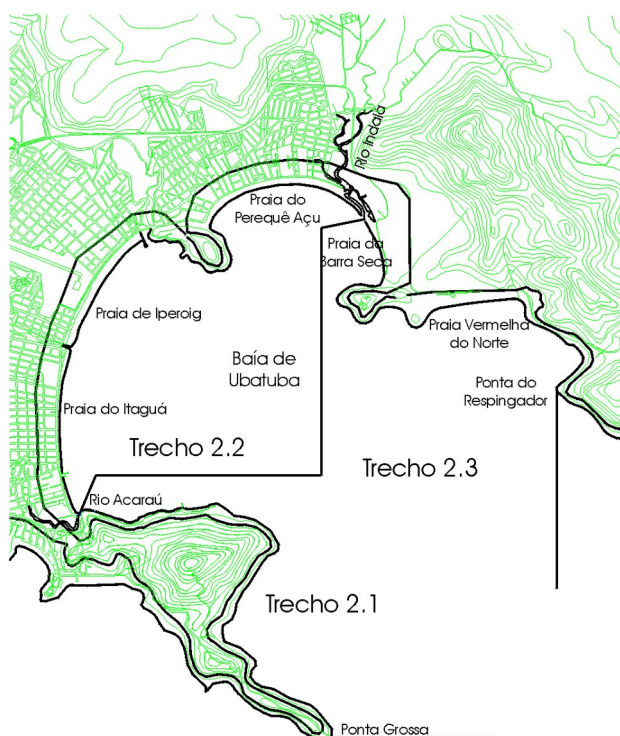 Rio Indaiá
Praia do
Perequê Açu
Praia da
Barra Seca
Praia de Iperoig
Praia Vermelha
do Norte
Baía de
Ubatuba
Ponta do
Respingador
Praia do Itaguá
Trecho 2.2
Trecho 2.3
Rio Acaraú
Trecho 2.1
Ponta Grossa